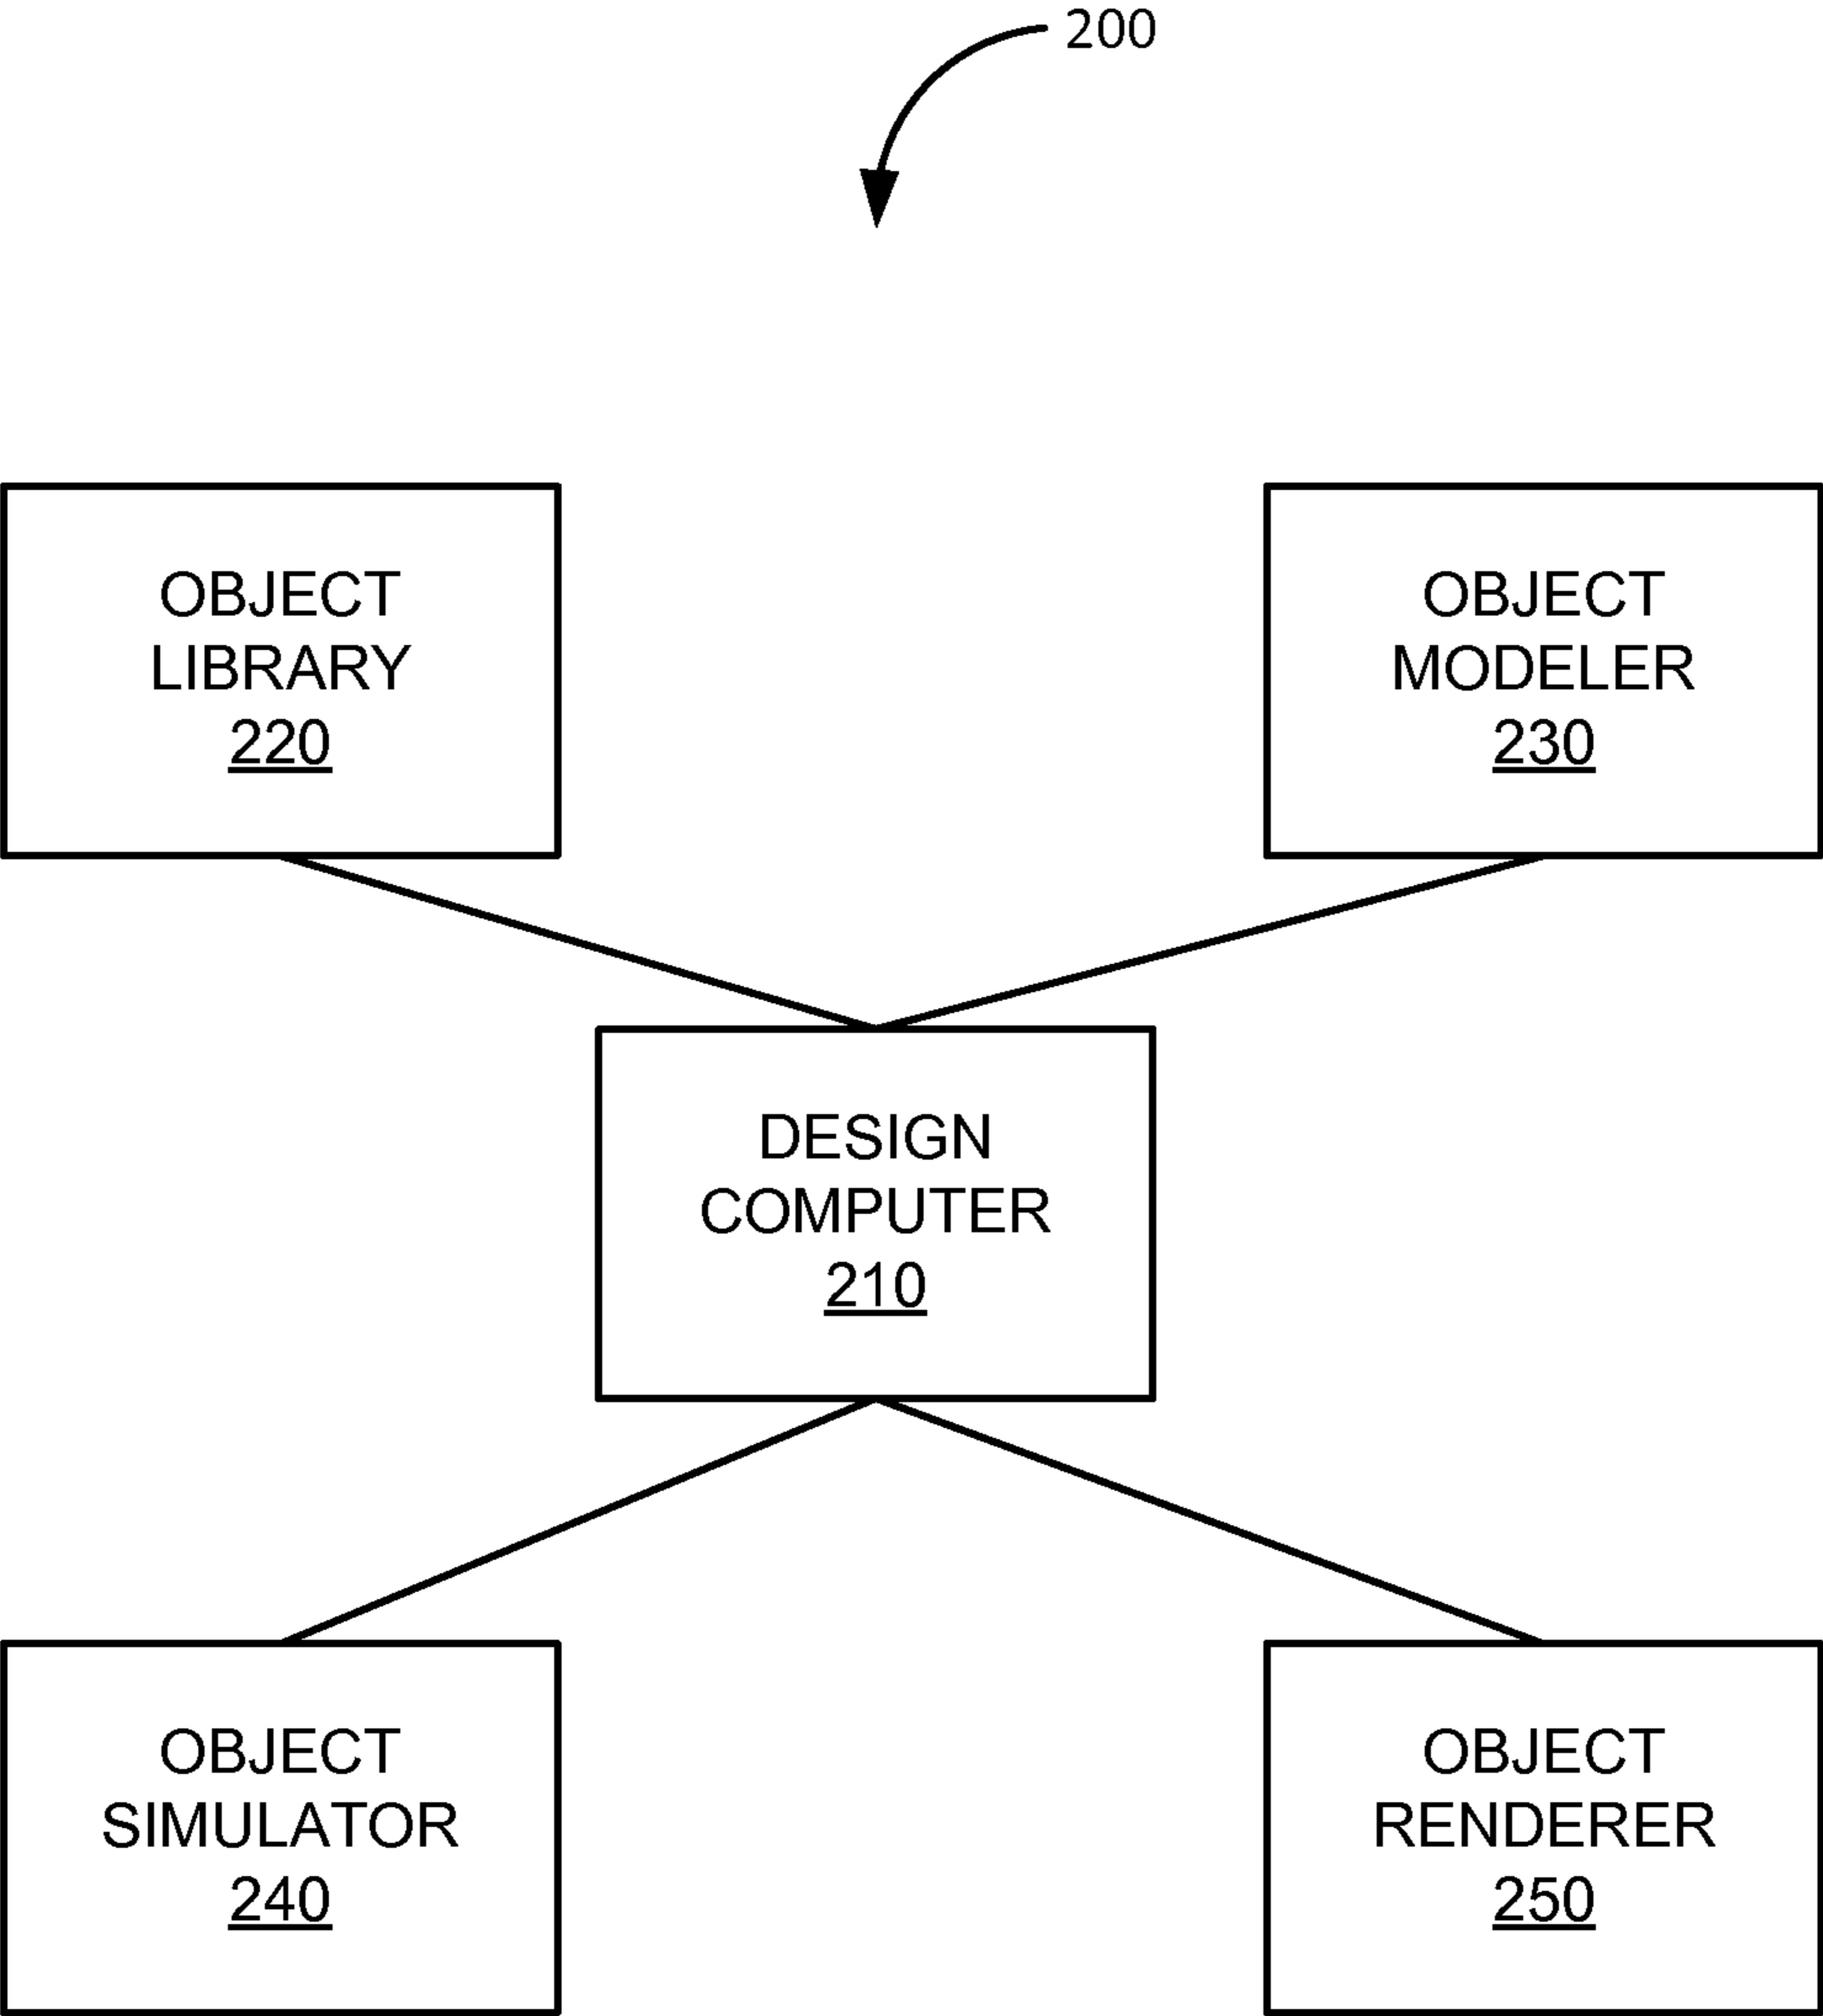 200
OBJECT
LIBRARY
220
OBJECT
MODELER
230
DESIGN
COMPUTER
210
OBJECT
SIMULATOR
240
OBJECT
RENDERER
250